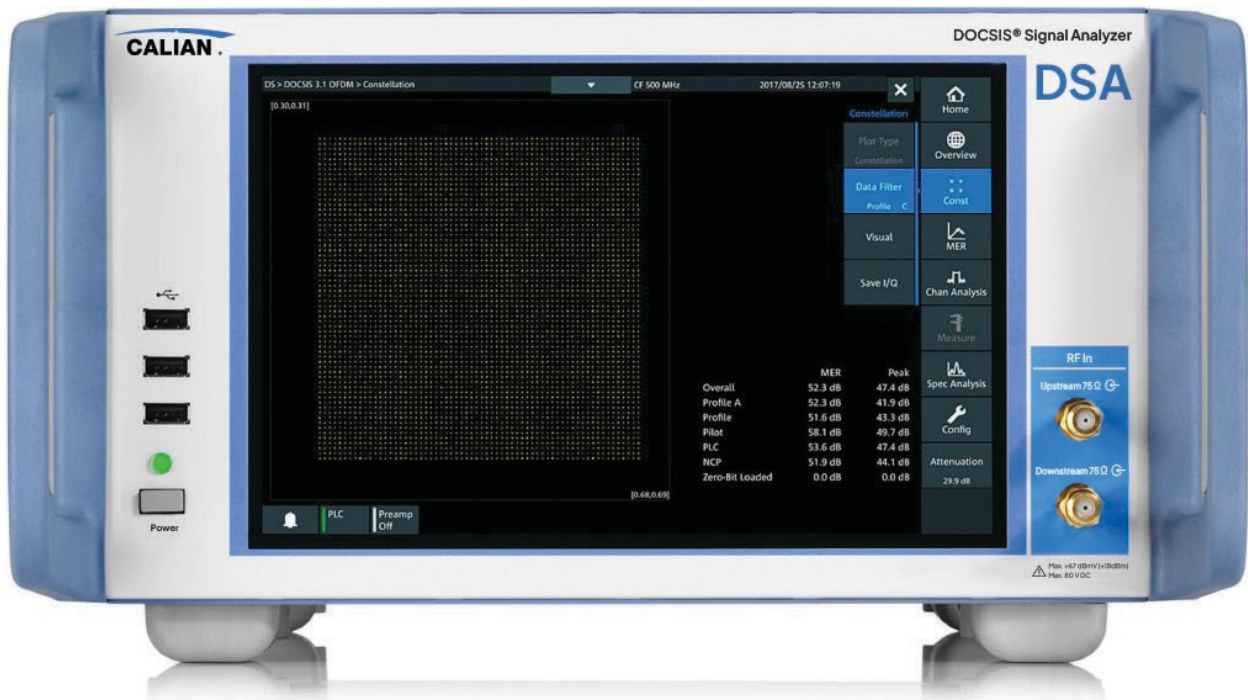 CALIAN
DOCSIS® Signal Analyzer
DSA
DS > DOCSIS 3.1 OFDM > Constellation
CF 500 MHz
2017/08/25 12:07:19
[0.30,0.31]
[0.68,0.69]
Constellation
Plot Type
Constellation
Data Filter
Profile C
Visual
Save I/Q
Home
Overview
Const
MER
Chan Analysis
Measure
Spec Analysis
Config
Attenuation
29.9 dB
MER Peak
Overall 52.3 dB 47.4 dB
Profile A 52.3 dB 41.9 dB
Profile 51.6 dB 43.3 dB
Pilot 58.1 dB 49.7 dB
PLC 53.6 dB 47.4 dB
NCP 51.9 dB 44.1 dB
Zero-Bit Loaded 0.0 dB 0.0 dB
PLC
Preamp
Off
Power
RF In
Upstream 75 Ω
Downstream 75 Ω
Max. +67 dBmV (+18dBm)
Max. 80 V DC